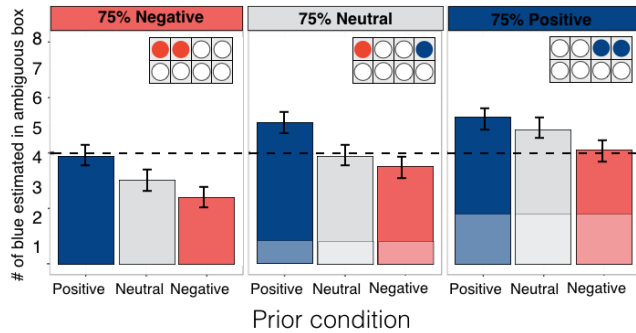 75% Negative
75% Neutral
75% Positive
# of blue estimated in ambiguous box
8
7
6
5
4
3
2
1
Positive Neutral Negative
Positive Neutral Negative
Positive Neutral Negative
Prior condition